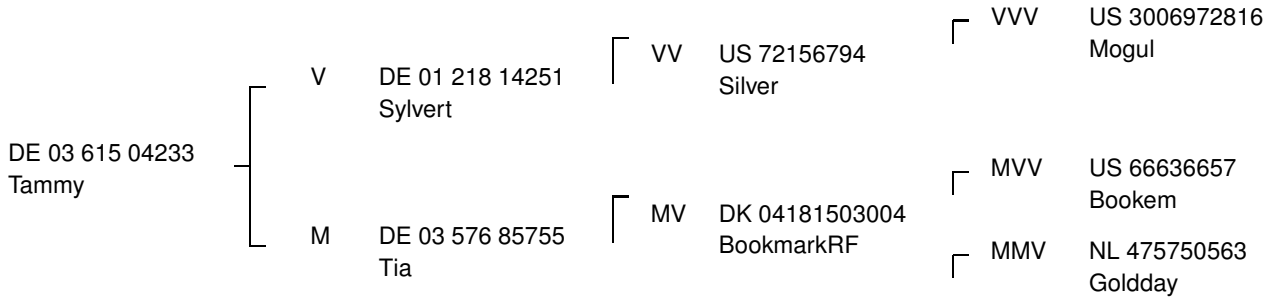 VVV US 3006972816
Mogul
VV US 72156794
Silver
V DE 01 218 14251
Sylvert
DE 03 615 04233
Tammy
MVV US 66636657
Bookem
MV DK 04181503004
BookmarkRF
M DE 03 576 85755
Tia
MMV NL 475750563
Goldday